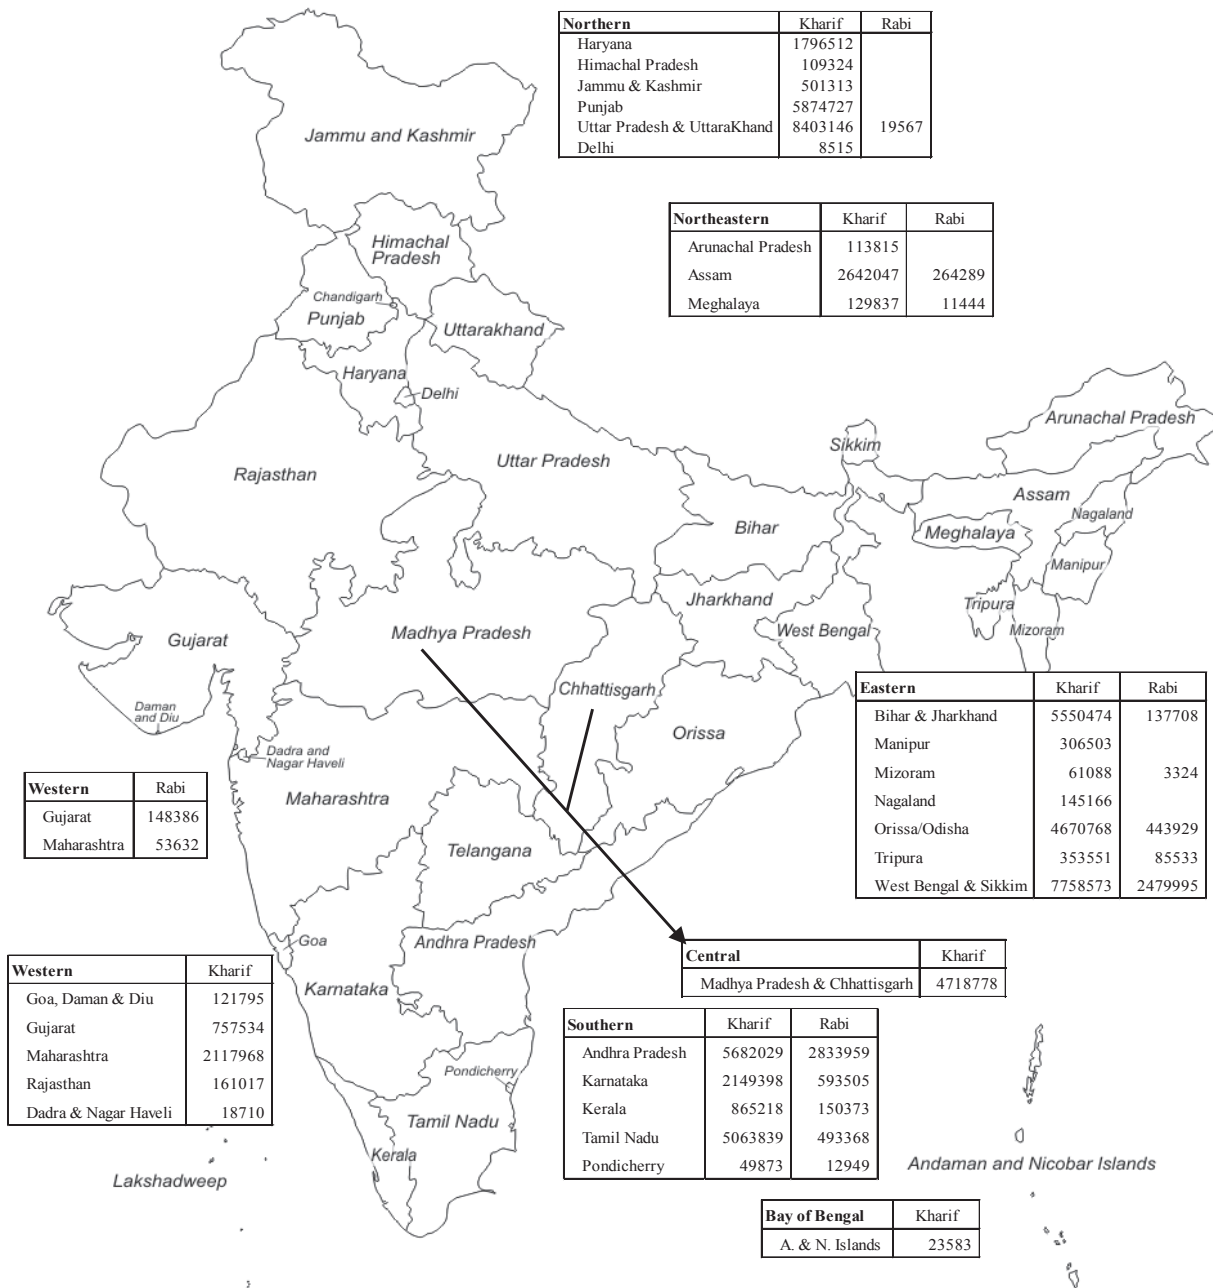 Northern Kharif Rabi
Haryana 1796512
Himachal Pradesh 109324
Jammu & Kashmir 501313
Punjab 5874727
Uttar Pradesh & UttaraKhand 8403146 19567
Delhi 8515
Jammu and Kashmir
Northeastern Kharif Rabi
Arunachal Pradesh 113815
Assam 2642047 264289
Meghalaya 129837 11444
Himachal
Pradesh
Chandigarh
Punjab
Uttarakhand
Haryana
Delhi
Arunachal Pradesh
Sikkim
Uttar Pradesh
Rajasthan
Assam
Nagaland
Bihar
Meghalaya
Manipur
Jharkhand
Tripura
Mizoram
West Bengal
Madhya Pradesh
Gujarat
Chhattisgarh
Daman
and Diu
Orissa
Dadra and
Nagar Haveli
Maharashtra
Eastern Kharif Rabi
Bihar & Jharkhand 5550474 137708
Manipur 306503
Mizoram 61088 3324
Nagaland 145166
Orissa/Odisha 4670768 443929
Tripura 353551 85533
West Bengal & Sikkim 7758573 2479995
Western Rabi
Gujarat 148386
Maharashtra 53632
Telangana
Goa
Andhra Pradesh
Karnataka
Central Kharif
Madhya Pradesh & Chhattisgarh 4718778
Western Kharif
Goa, Daman & Diu 121795
Gujarat 757534
Maharashtra 2117968
Rajasthan 161017
Dadra & Nagar Haveli 18710
Southern Kharif Rabi
Andhra Pradesh 5682029 2833959
Karnataka 2149398 593505
Kerala 865218 150373
Tamil Nadu 5063839 493368
Pondicherry 49873 12949
Pondicherry
Tamil Nadu
Kerala
Lakshadweep
Andaman and Nicobar Islands
Bay of Bengal Kharif
A. & N. Islands 23583